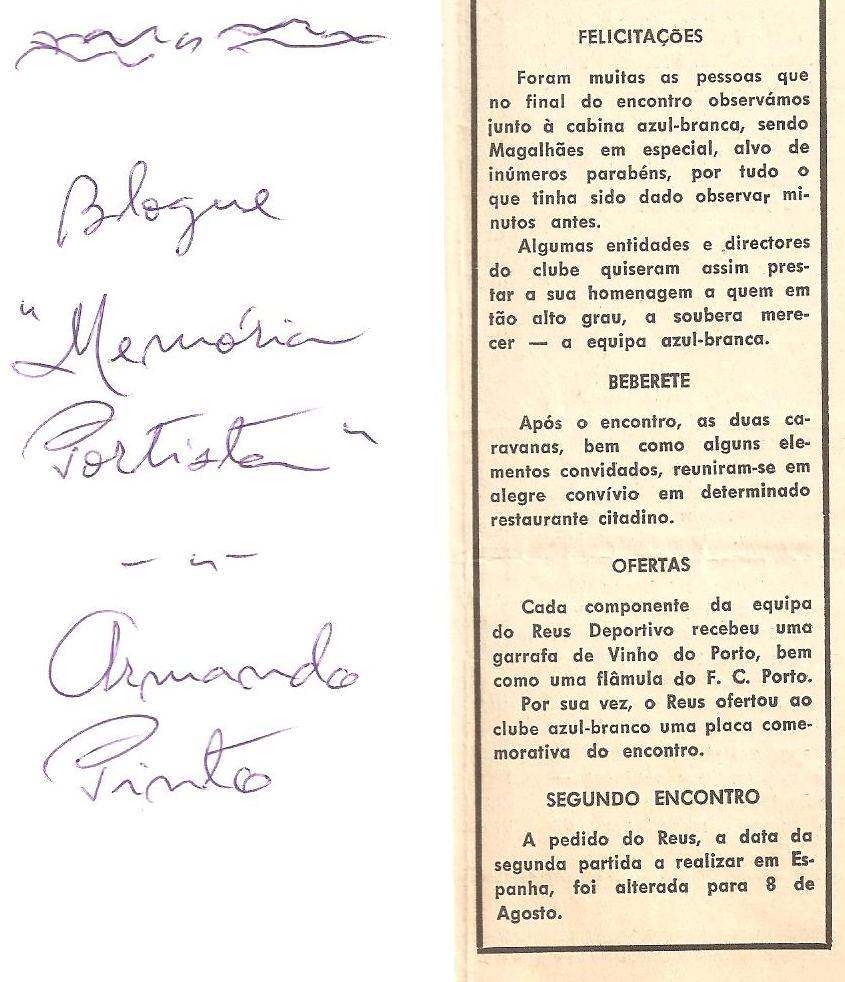 Blogue
"Memória
Portista"
Armando
Pinto
FELICITAÇÕES
Foram muitas as pessoas que
no final do encontro observámos
junto à cabina azul-branca, sendo
Magalhães em especial, alvo de
inúmeros parabéns, por tudo o
que tinha sido dado observar mi-
nutos antes.
Algumas entidades e directores
do clube quiseram assim pres-
tar a sua homenagem a quem em
tão alto grau, a soubera mere-
cer — a equipa azul-branca.
BEBERETE
Após o encontro, as duas ca-
ravanas, bem como alguns ele-
mentos convidados, reuniram-se em
alegre convívio em determinado
restaurante citadino.
OFERTAS
Cada componente da equipa
do Reus Deportivo recebeu uma
garrafa de Vinho do Porto, bem
como uma flâmula do F. C. Porto.
Por sua vez, o Reus ofertou ao
clube azul-branco uma placa come-
morativa do encontro.
SEGUNDO ENCONTRO
A pedido do Reus, a data da
segunda partida a realizar em Es-
panha, foi alterada para 8 de
Agosto.